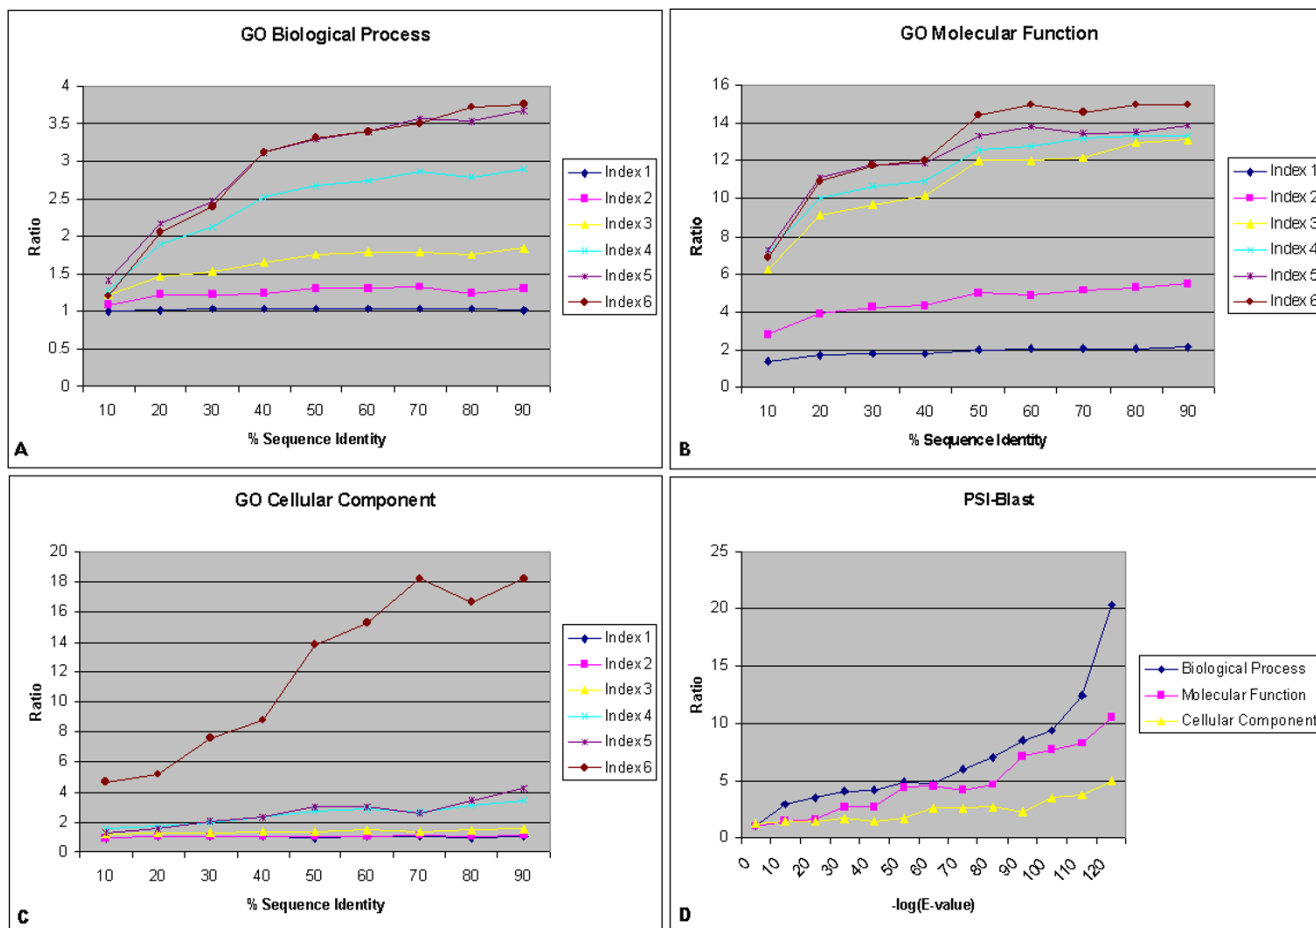 GO Biological Process
Ratio
4
3.5
3
2.5
2
1.5
1
0.5
0
10 20 30 40 50 60 70 80 90
% Sequence Identity
Index 1
Index 2
Index 3
Index 4
Index 5
Index 6
A
GO Molecular Function
Ratio
16
14
12
10
8
6
4
2
0
10 20 30 40 50 60 70 80 90
% Sequence Identity
Index 1
Index 2
Index 3
Index 4
Index 5
Index 6
B
GO Cellular Component
Ratio
20
18
16
14
12
10
8
6
4
2
0
10 20 30 40 50 60 70 80 90
% Sequence Identity
Index 1
Index 2
Index 3
Index 4
Index 5
Index 6
C
PSI-Blast
Ratio
25
20
15
10
5
0
0 10 20 30 40 50 60 70 80 90 100 110 120
-log(E-value)
Biological Process
Molecular Function
Cellular Component
D